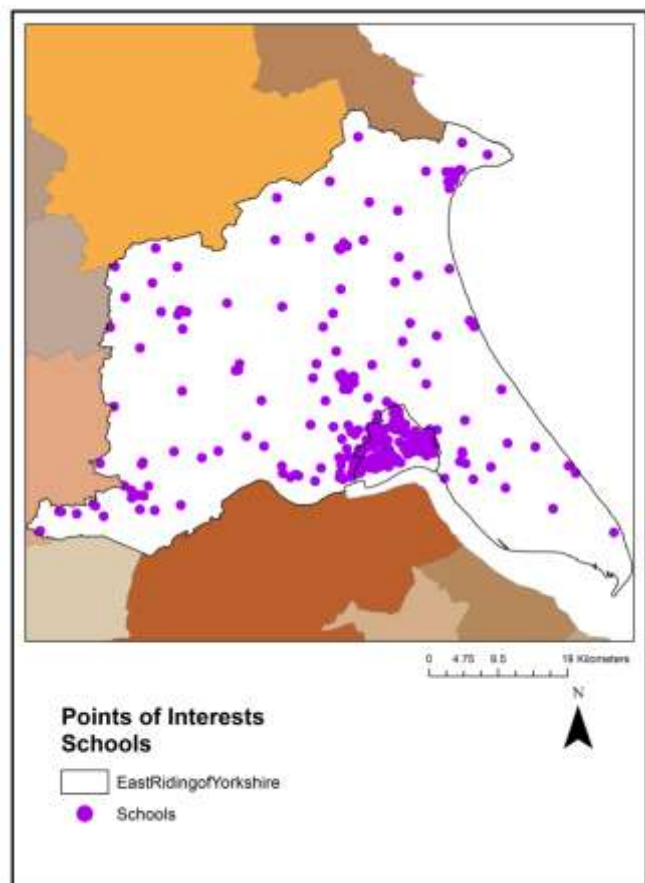 0 4.75 9.5 19 Kilometers
N
Points of Interests
Schools
EastRidingofYorkshire
Schools